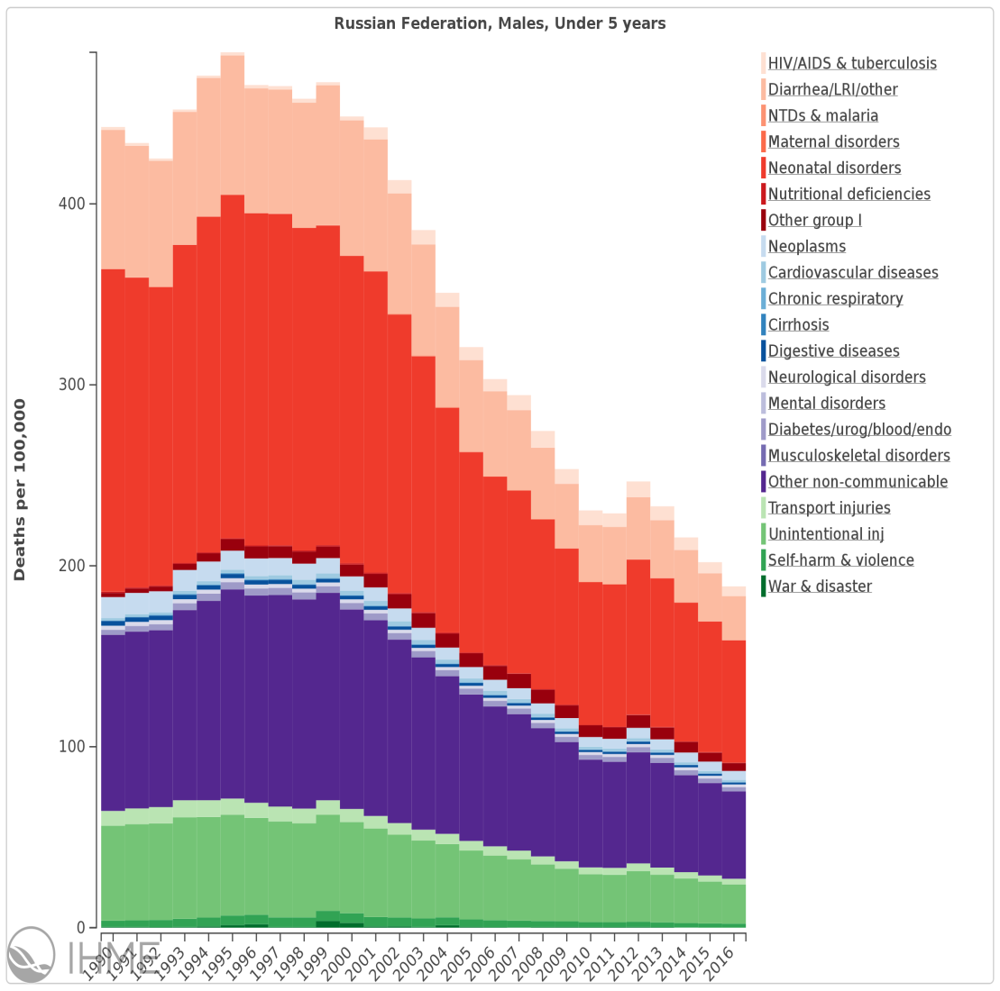 Russian Federation, Males, Under 5 years
Deaths per 100,000
400
300
200
100
0
1990
1991
1992
1993
1994
1995
1996
1997
1998
1999
2000
2001
2002
2003
2004
2005
2006
2007
2008
2009
2010
2011
2012
2013
2014
2015
2016
HIV/AIDS & tuberculosis
Diarrhea/LRI/other
NTDs & malaria
Maternal disorders
Neonatal disorders
Nutritional deficiencies
Other group I
Neoplasms
Cardiovascular diseases
Chronic respiratory
Cirrhosis
Digestive diseases
Neurological disorders
Mental disorders
Diabetes/urog/blood/endo
Musculoskeletal disorders
Other non-communicable
Transport injuries
Unintentional inj
Self-harm & violence
War & disaster
IHME